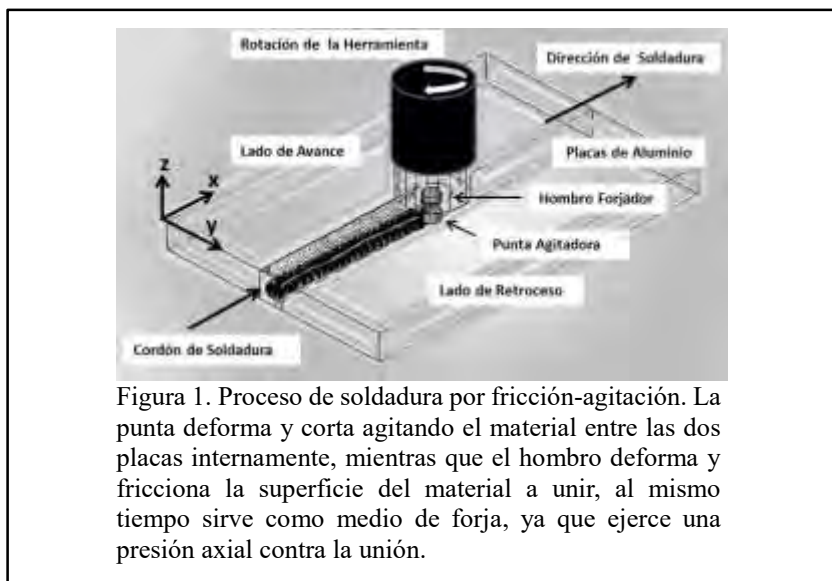 Rotación de la Herramienta
Dirección de Soldadura
Lado de Avance
Placas de Aluminio
z
x
y
Hombro Forjador
Punta Agitadora
Lado de Retroceso
Cordón de Soldadura
Figura 1. Proceso de soldadura por fricción-agitación. La
punta deforma y corta agitando el material entre las dos
placas internamente, mientras que el hombro deforma y
fricciona la superficie del material a unir, al mismo
tiempo sirve como medio de forja, ya que ejerce una
presión axial contra la unión.